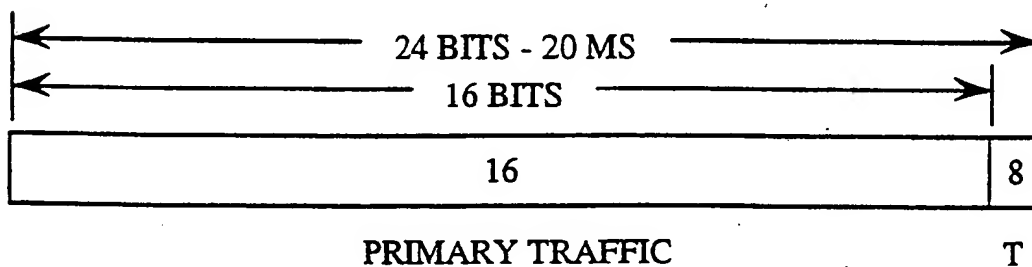 24 BITS - 20 MS
16 BITS
16 8
PRIMARY TRAFFIC T